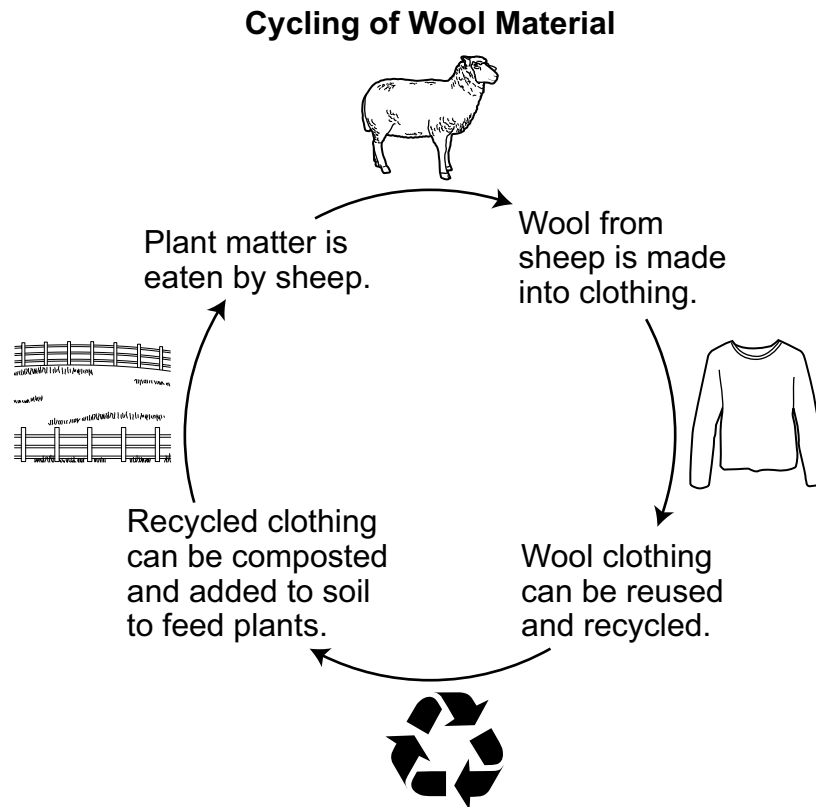 Cycling of Wool Material
Plant matter is
eaten by sheep.
Wool from
sheep is made
into clothing.
Wool clothing
can be reused
and recycled.
Recycled clothing
can be composted
and added to soil
to feed plants.